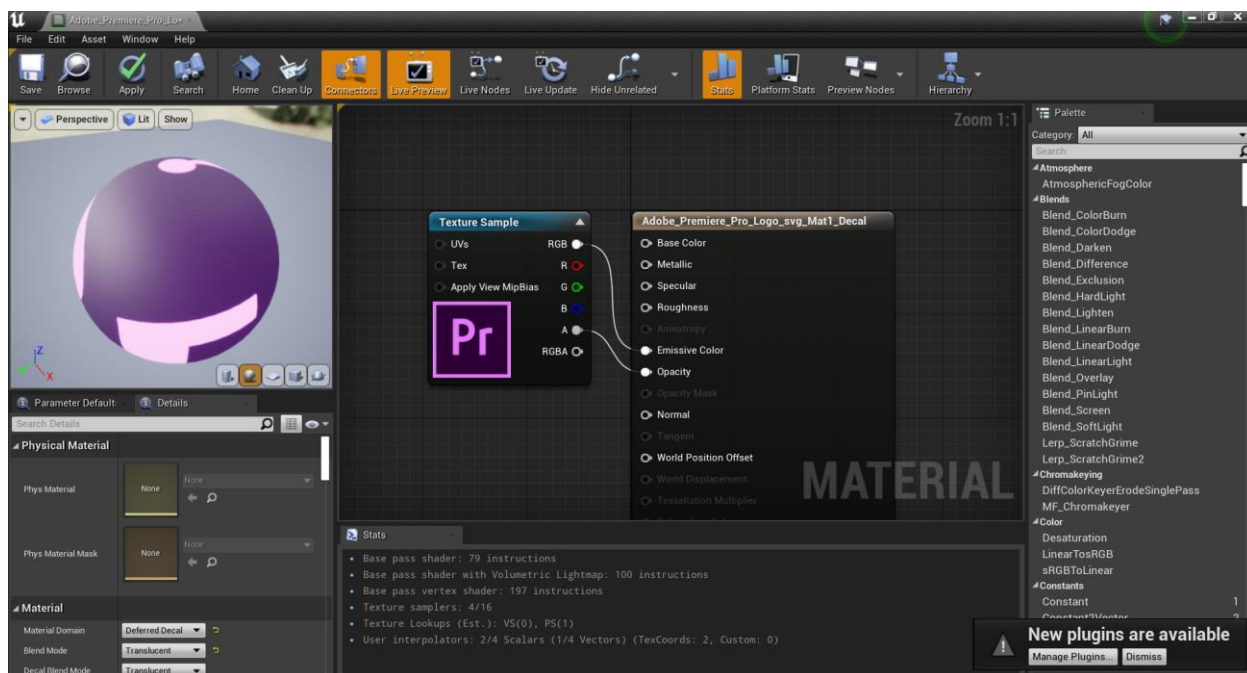 Adobe_Premiere_Pro_Lo
File Edit Asset Window Help
Save Browse Apply Search Home Clean Up Connectors Live Preview Live Nodes Live Update Hide Unrelated Stats Platform Stats Preview Nodes Hierarchy
Perspective Lit Show
Z
X
Parameter Default Details
Search Details
Physical Material
Phys Material None None
Phys Material Mask None None
Material
Material Domain Deferred Decal
Blend Mode Translucent
Decal Blend Mode Translucent
Zoom 1:1
Texture Sample
UVs RGB
Tex R
Apply View MipBias G
B
A
RGBA
Pr
Adobe_Premiere_Pro_Logo_svg_Mat1_Decal
Base Color
Metallic
Specular
Roughness
Anisotropy
Emissive Color
Opacity
Opacity Mask
Normal
Tangent
World Position Offset
World Displacement
Tessellation Multiplier
MATERIAL
Stats
Base pass shader: 79 instructions
Base pass shader with Volumetric Lightmap: 100 instructions
Base pass vertex shader: 197 instructions
Texture samplers: 4/16
Texture Lookups (Est.): VS(0), PS(1)
User interpolators: 2/4 Scalars (1/4 Vectors) (TexCoords: 2, Custom: 0)
Palette
Category: All
Search
Atmosphere
AtmosphericFogColor
Blends
Blend_ColorBurn
Blend_ColorDodge
Blend_Darken
Blend_Difference
Blend_Exclusion
Blend_HardLight
Blend_Lighten
Blend_LinearBurn
Blend_LinearDodge
Blend_LinearLight
Blend_Overlay
Blend_PinLight
Blend_Screen
Blend_SoftLight
Lerp_ScratchGrime
Lerp_ScratchGrime2
Chromakeying
DiffColorKeyerErodeSinglePass
MF_Chromakeyer
Color
Desaturation
LinearTosRGB
sRGBToLinear
Constants
Constant 1
Constant2Vector 2
New plugins are available
Manage Plugins... Dismiss